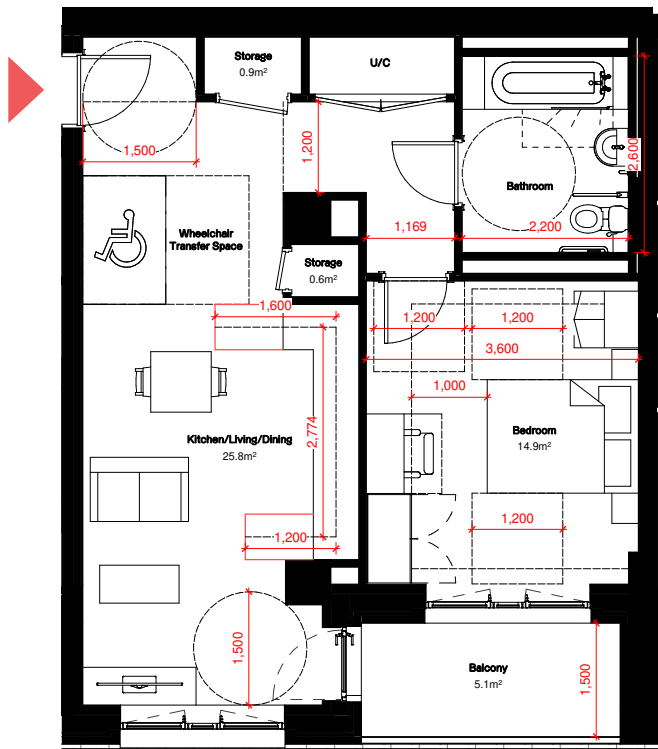 Storage
0.9m²
U/C
1,500
1,200
2,600
Bathroom
Wheelchair
Transfer Space
1,169
2,200
Storage
0.6m²
1,600
1,200
1,200
3,600
1,000
2,774
Kitchen/Living/Dining
25.8m²
Bedroom
14.9m²
1,200
1,200
1,500
Balcony
5.1m²
1,500